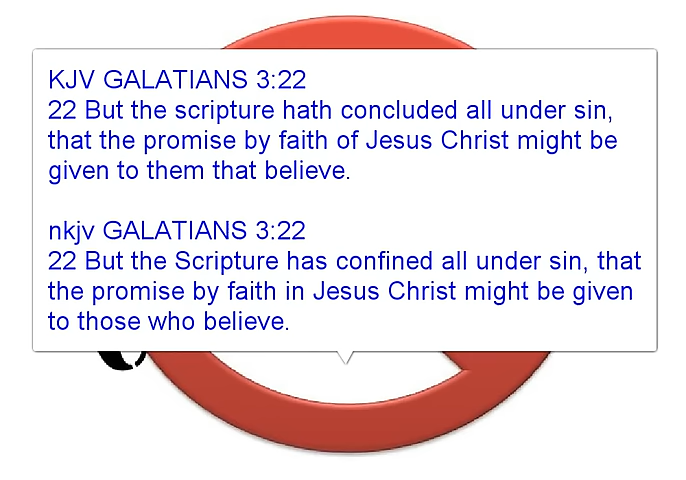 KJV GALATIANS 3:22
22 But the scripture hath concluded all under sin,
that the promise by faith of Jesus Christ might be
given to them that believe.
nkjv GALATIANS 3:22
22 But the Scripture has confined all under sin, that
the promise by faith in Jesus Christ might be given
to those who believe.